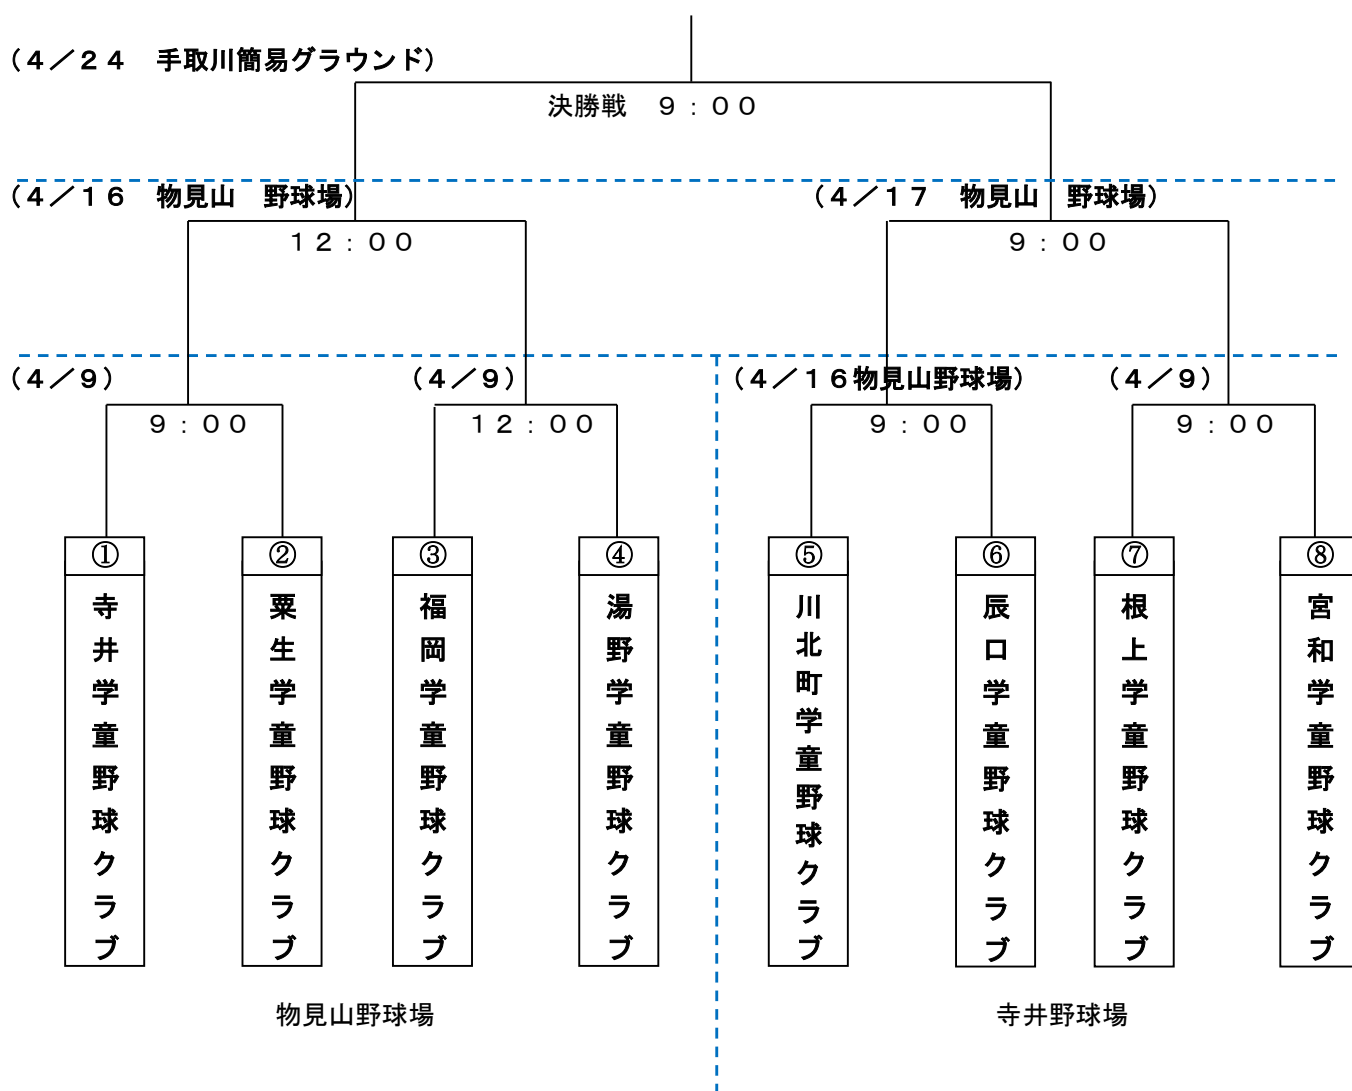 （４／２４　手取川簡易グラウンド）
決勝戦　９：００
（４／１６　物見山　野球場）
（４／１７　物見山　野球場）
１２：００
９：００
（４／９）
（４／９）
（４／１６物見山野球場）
（４／９）
９：００
１２：００
９：００
９：００
①
寺井学童野球クラブ
②
粟生学童野球クラブ
③
福岡学童野球クラブ
④
湯野学童野球クラブ
⑤
川北町学童野球クラブ
⑥
辰口学童野球クラブ
⑦
根上学童野球クラブ
⑧
宮和学童野球クラブ
物見山野球場
寺井野球場